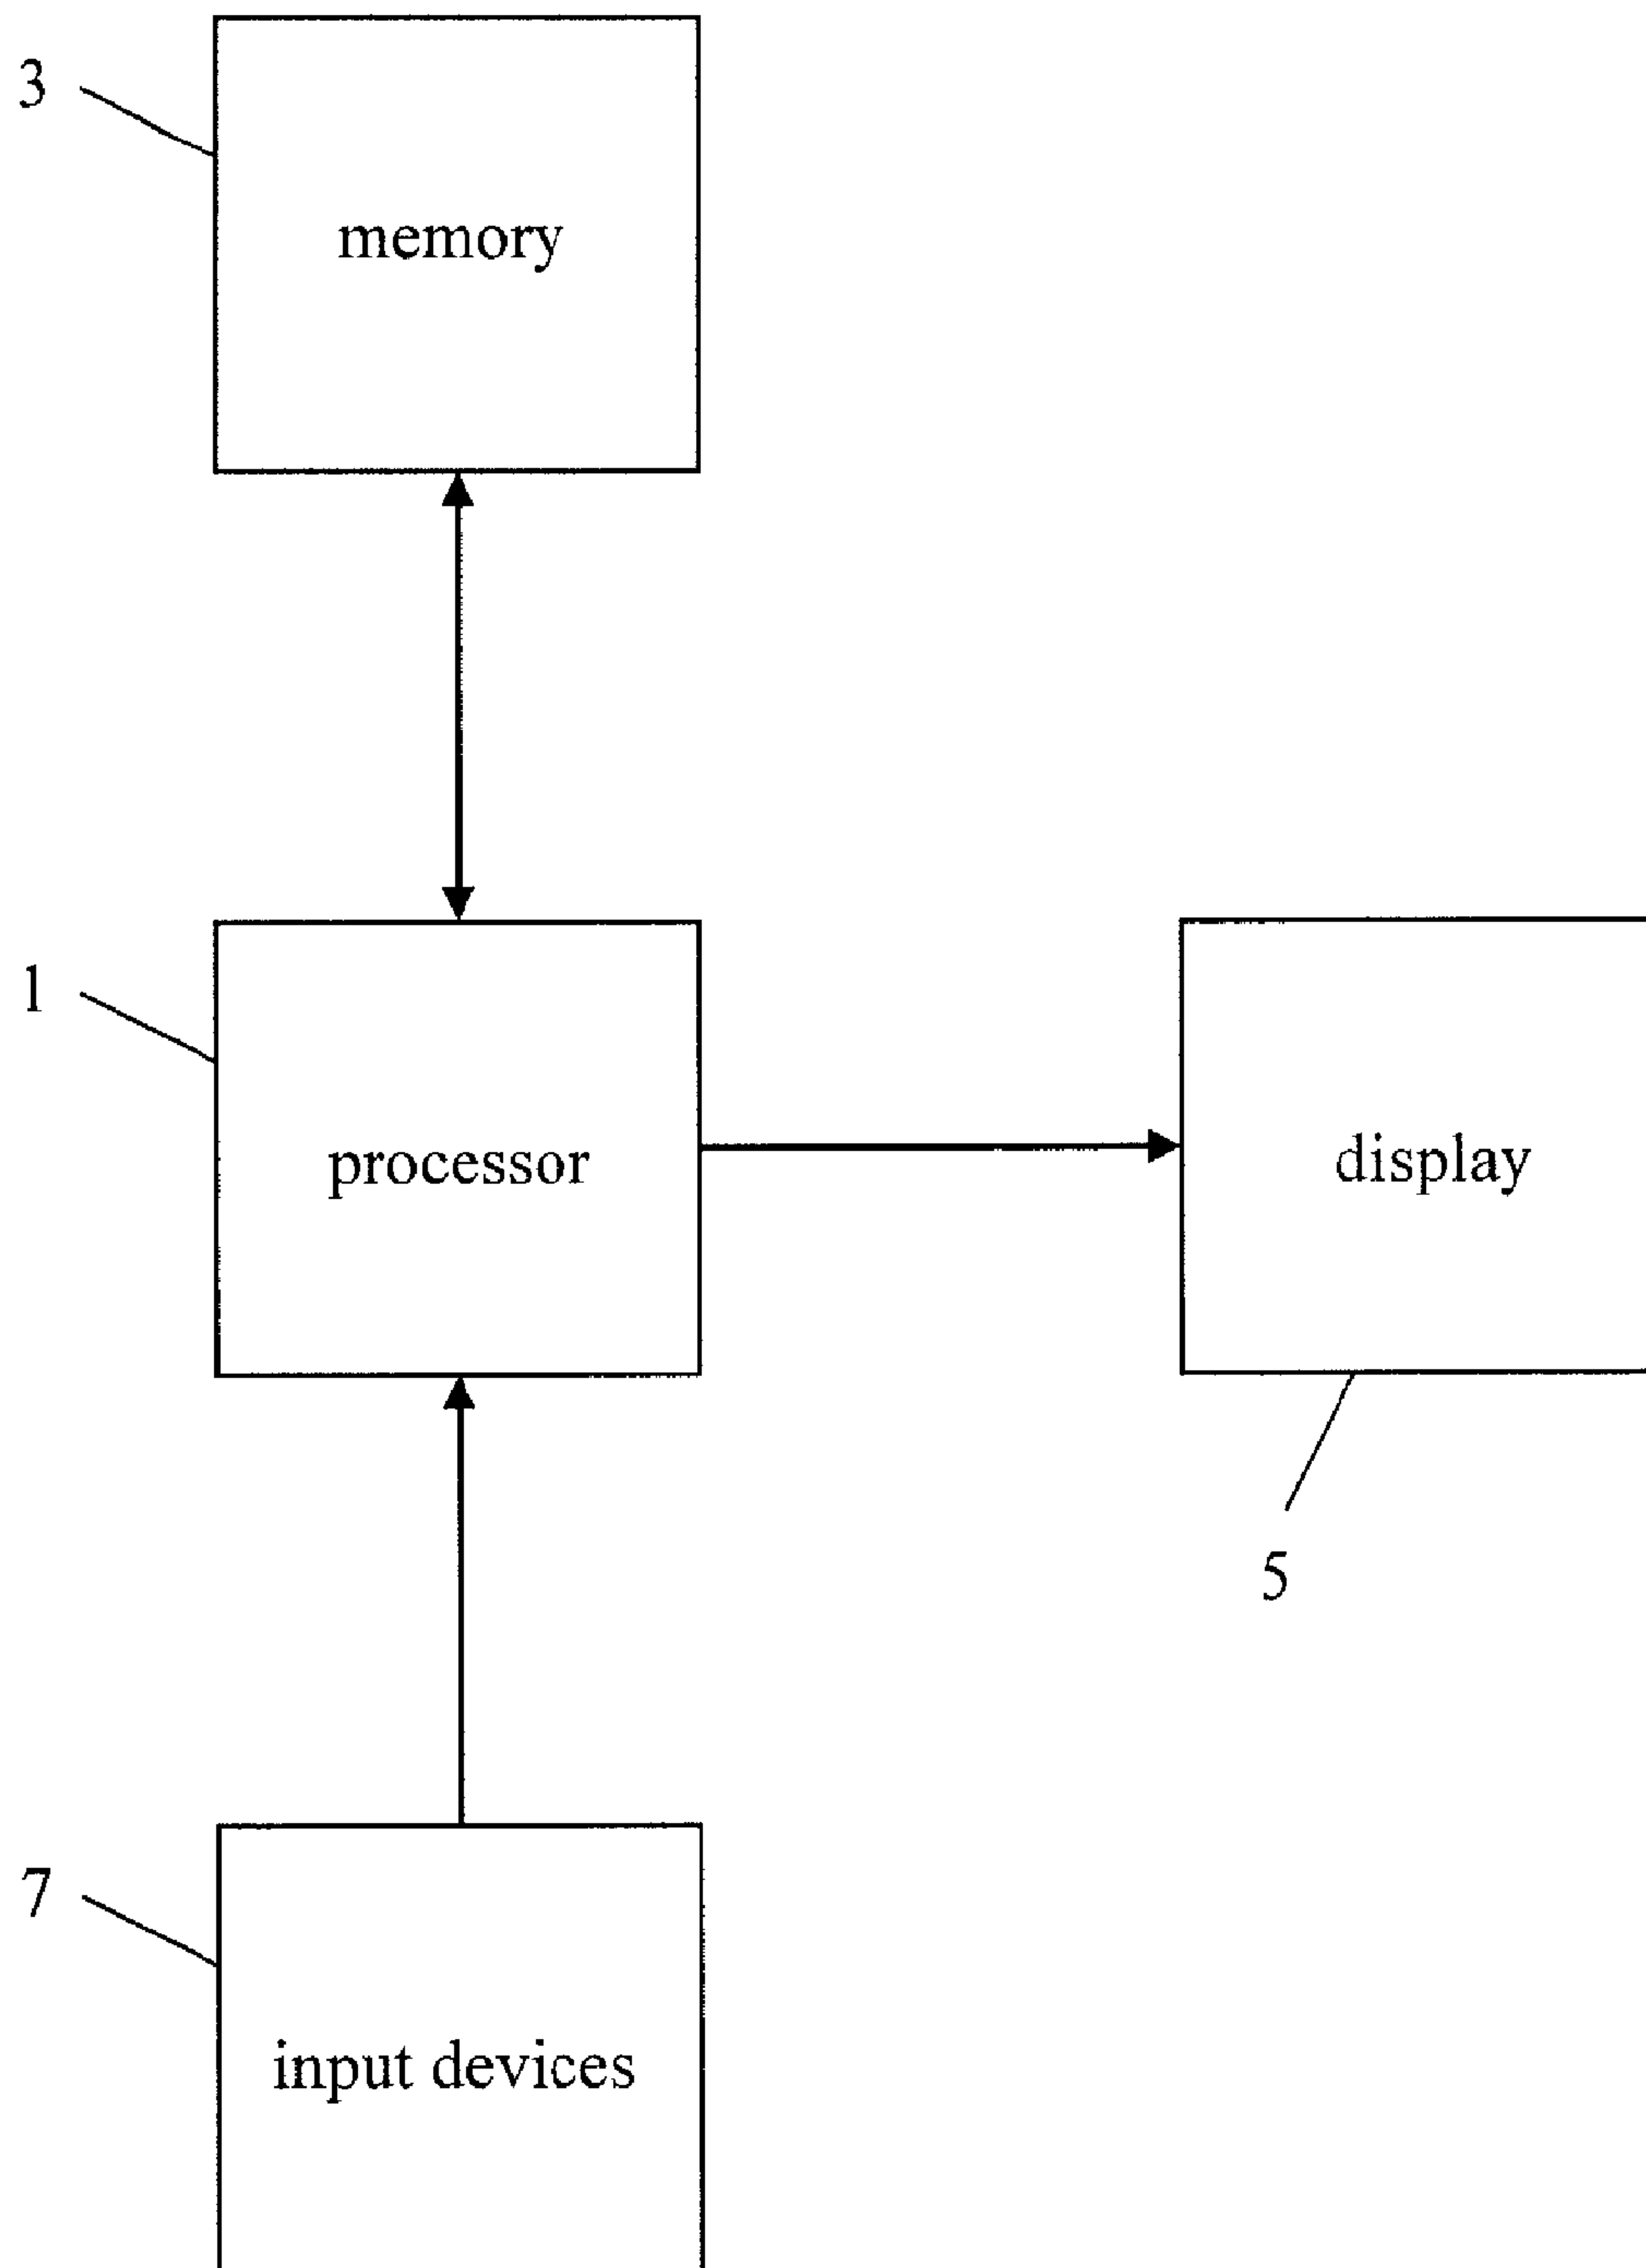 3
memory
1
processor
display
5
7
input devices